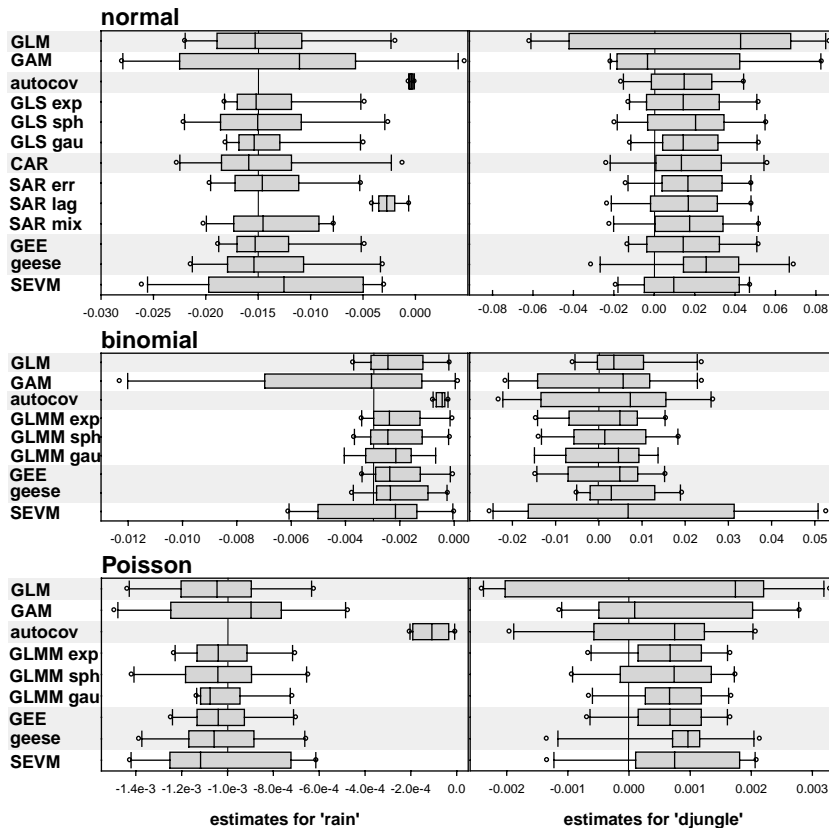 normal
GLM
GAM
autocov
GLS exp
GLS sph
GLS gau
CAR
SAR err
SAR lag
SAR mix
GEE
geese
SEVM
-0.030 -0.025 -0.020 -0.015 -0.010 -0.005 0.000
-0.08 -0.06 -0.04 -0.02 0.00 0.02 0.04 0.06 0.08
binomial
GLM
GAM
autocov
GLMM exp
GLMM sph
GLMM gau
GEE
geese
SEVM
-0.012 -0.010 -0.008 -0.006 -0.004 -0.002 0.000
-0.02 -0.01 0.00 0.01 0.02 0.03 0.04 0.05
Poisson
GLM
GAM
autocov
GLMM exp
GLMM sph
GLMM gau
GEE
geese
SEVM
-1.4e-3 -1.2e-3 -1.0e-3 -8.0e-4 -6.0e-4 -4.0e-4 -2.0e-4 0.0
-0.002 -0.001 0.000 0.001 0.002 0.003
estimates for 'rain' estimates for 'djungle'